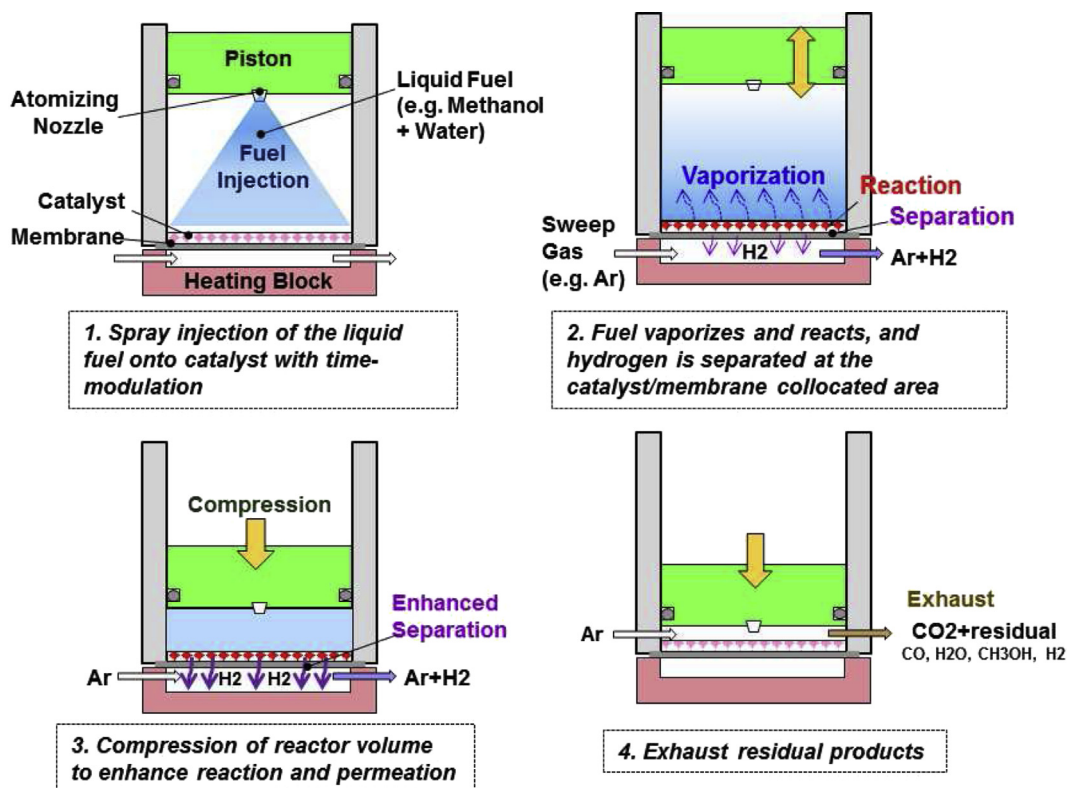 Piston
Atomizing
Nozzle
Liquid Fuel
(e.g. Methanol
+ Water)
Fuel
Injection
Catalyst
Membrane
Heating Block
1. Spray injection of the liquid
fuel onto catalyst with time-
modulation
Vaporization
Reaction
Separation
Sweep
Gas
(e.g. Ar)
H2
Ar+H2
2. Fuel vaporizes and reacts, and
hydrogen is separated at the
catalyst/membrane collocated area
Compression
Enhanced
Separation
Ar
H2
H2
Ar+H2
3. Compression of reactor volume
to enhance reaction and permeation
Ar
Exhaust
CO2+residual
CO, H2O, CH3OH, H2
4. Exhaust residual products